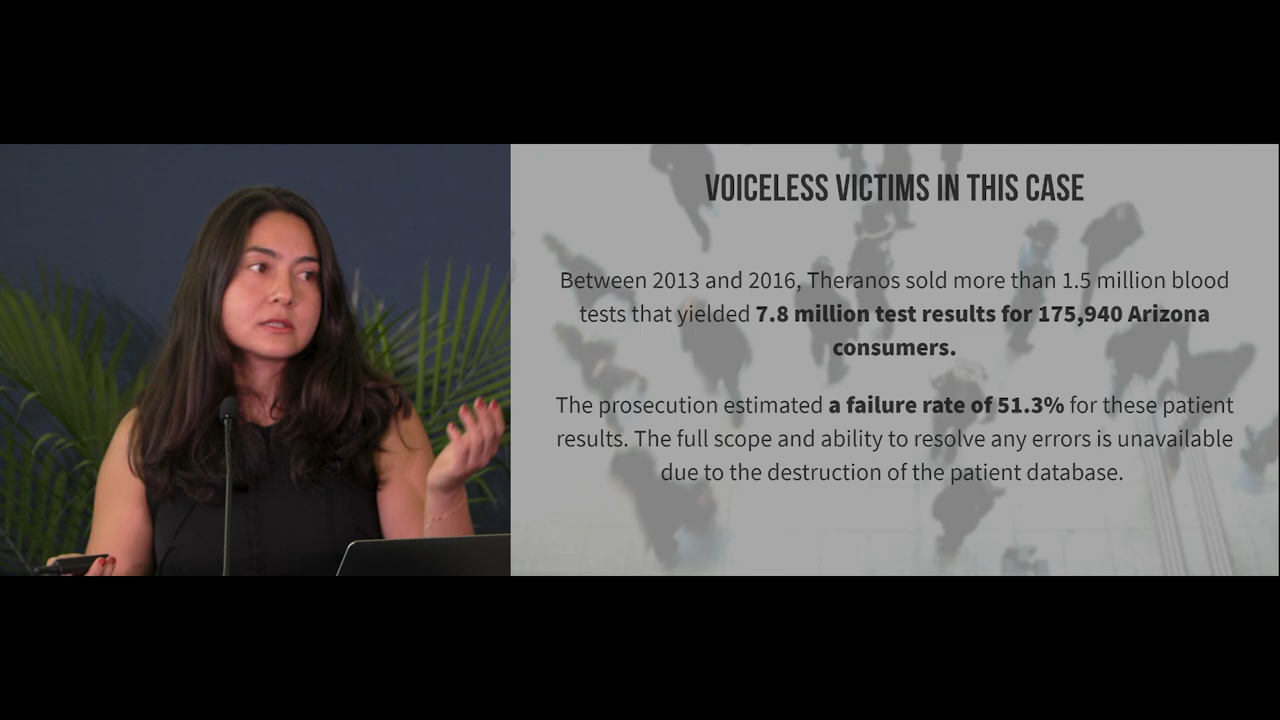 VOICELESS VICTIMS IN THIS CASE
Between 2013 and 2016, Theranos sold more than 1.5 million blood
tests that yielded 7.8 million test results for 175,940 Arizona
consumers.
The prosecution estimated a failure rate of 51.3% for these patient
results. The full scope and ability to resolve any errors is unavailable
due to the destruction of the patient database.